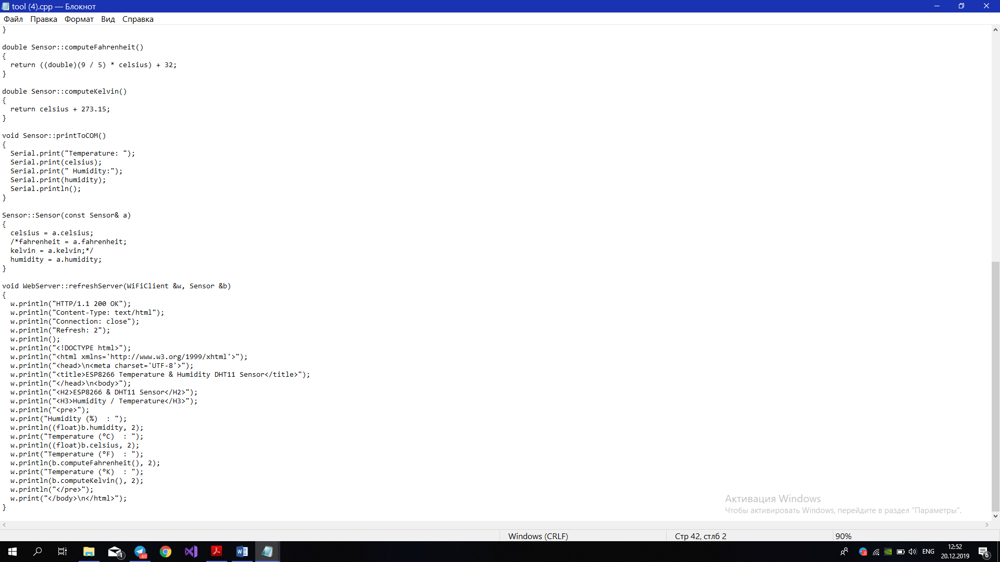 tool (4).cpp — Блокнот
Файл Правка Формат Вид Справка
}

double Sensor::computeFahrenheit()
{
  return ((double)(9 / 5) * celsius) + 32;
}

double Sensor::computeKelvin()
{
  return celsius + 273.15;
}

void Sensor::printToCOM()
{
  Serial.print("Temperature: ");
  Serial.print(celsius);
  Serial.print(" Humidity:");
  Serial.print(humidity);
  Serial.println();
}

Sensor::Sensor(const Sensor& a)
{
  celsius = a.celsius;
  /*fahrenheit = a.fahrenheit;
  kelvin = a.kelvin;*/
  humidity = a.humidity;
}

void WebServer::refreshServer(WiFiClient &w, Sensor &b)
{
  w.println("HTTP/1.1 200 OK");
  w.println("Content-Type: text/html");
  w.println("Connection: close");
  w.println("Refresh: 2");
  w.println();
  w.println("<!DOCTYPE html>");
  w.println("<html xmlns='http://www.w3.org/1999/xhtml'>");
  w.println("<head>\n<meta charset='UTF-8'>");
  w.println("<title>ESP8266 Temperature & Humidity DHT11 Sensor</title>");
  w.println("</head>\n<body>");
  w.println("<H2>ESP8266 & DHT11 Sensor</H2>");
  w.println("<H3>Humidity / Temperature</H3>");
  w.println("<pre>");
  w.print("Humidity (%)  : ");
  w.println((float)b.humidity, 2);
  w.print("Temperature (ºC)  : ");
  w.println((float)b.celsius, 2);
  w.print("Temperature (ºF)  : ");
  w.println(b.computeFahrenheit(), 2);
  w.print("Temperature (ºK)  : ");
  w.println(b.computeKelvin(), 2);
  w.println("</pre>");
  w.print("</body>\n</html>");
}
Активация Windows
Чтобы активировать Windows, перейдите в раздел "Параметры".
Windows (CRLF) Стр 42, стлб 2 90%
1 .60 ENG 12:52
20.12.2019 6